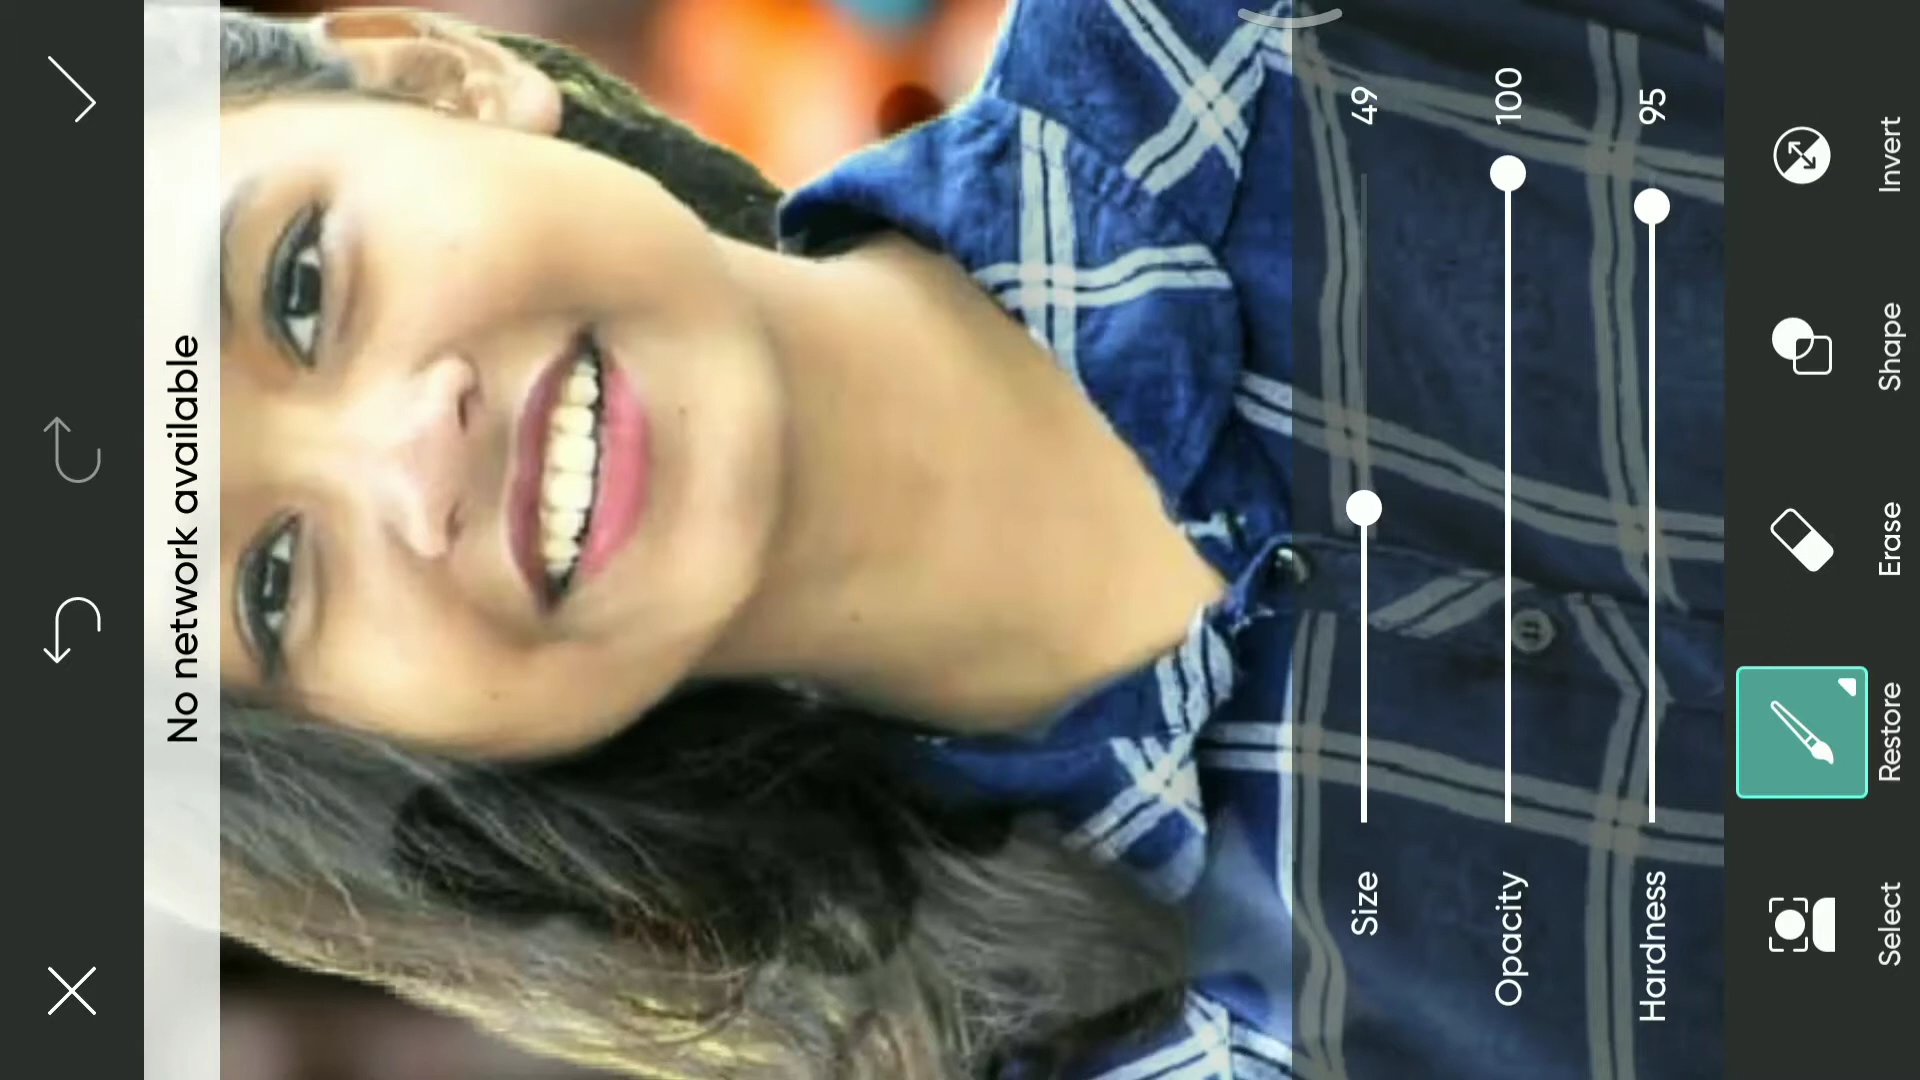 No network available
Size 49
Opacity 100
Hardness 95
Select Restore Erase Shape Invert